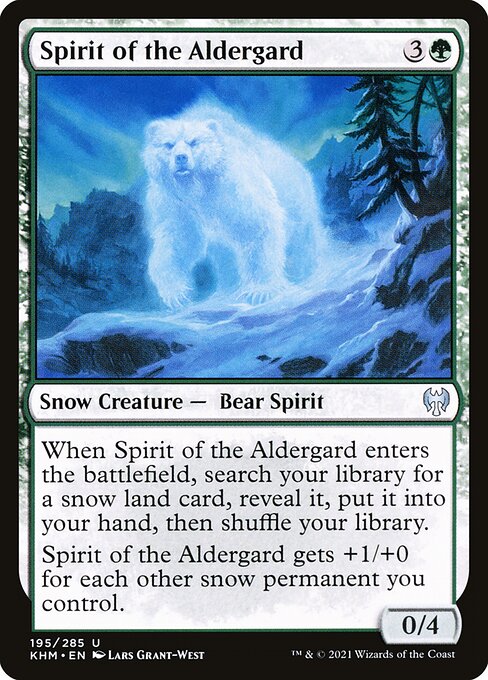 Spirit of the Aldergard 3
Snow Creature — Bear Spirit
When Spirit of the Aldergard enters
the battlefield, search your library for
a snow land card, reveal it, put it into
your hand, then shuffle your library.
Spirit of the Aldergard gets +1/+0
for each other snow permanent you
control.
0/4
195/285 U
KHM • EN Lars Grant-West
™ & © 2021 Wizards of the Coast